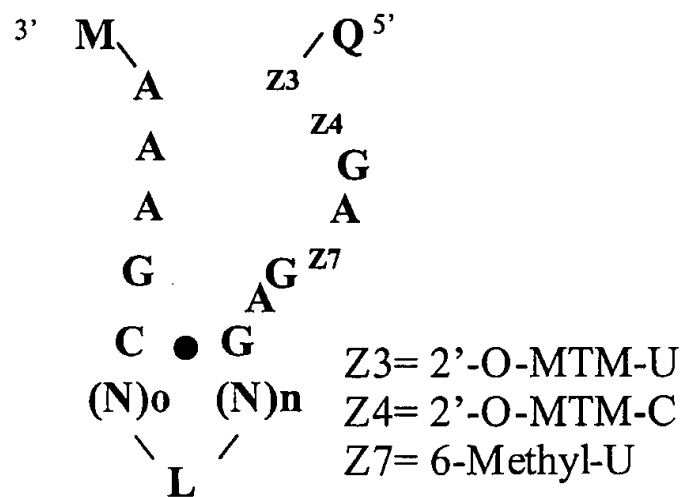 3’ M Q 5’
A Z3
A Z4
G
A A
G G Z7
A
C ● G
(N)o (N)n
L
Z3= 2’-O-MTM-U
Z4= 2’-O-MTM-C
Z7= 6-Methyl-U